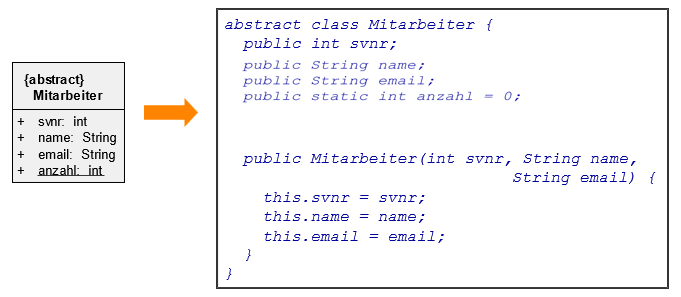 {abstract}
Mitarbeiter
+ svnr: int
+ name: String
+ email: String
+ anzahl: int
abstract class Mitarbeiter {
public int svnr;
public String name;
public String email;
public static int anzahl = 0;
public Mitarbeiter(int svnr, String name,
String email) {
this.svnr = svnr;
this.name = name;
this.email = email;
}
}